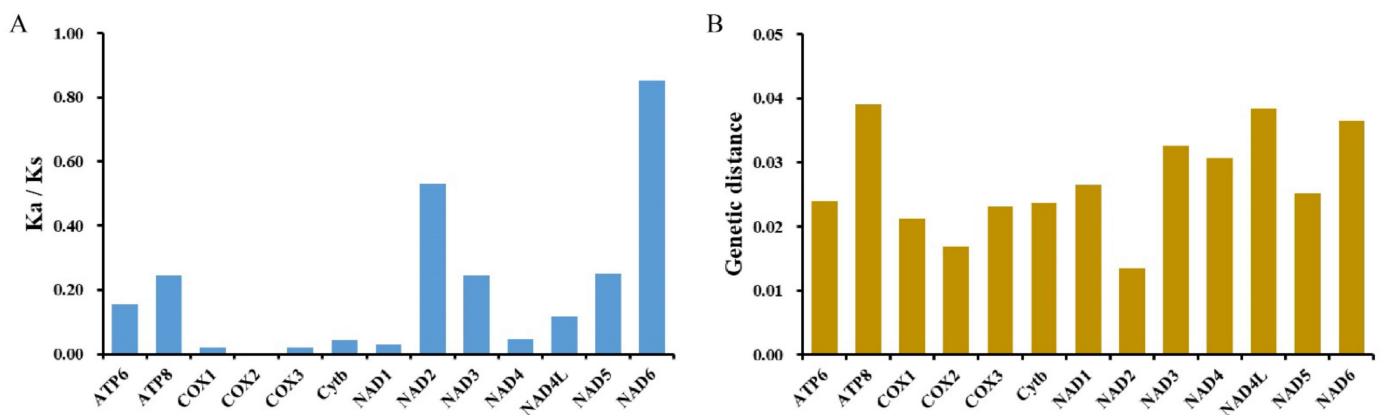 A
Ka / Ks
1.00
0.80
0.60
0.40
0.20
0.00
ATP6
ATP8
COX1
COX2
COX3
Cytb
NAD1
NAD2
NAD3
NAD4
NAD4L
NAD5
NAD6
B
Genetic distance
0.05
0.04
0.03
0.02
0.01
0.00
ATP6
ATP8
COX1
COX2
COX3
Cytb
NAD1
NAD2
NAD3
NAD4
NAD4L
NAD5
NAD6